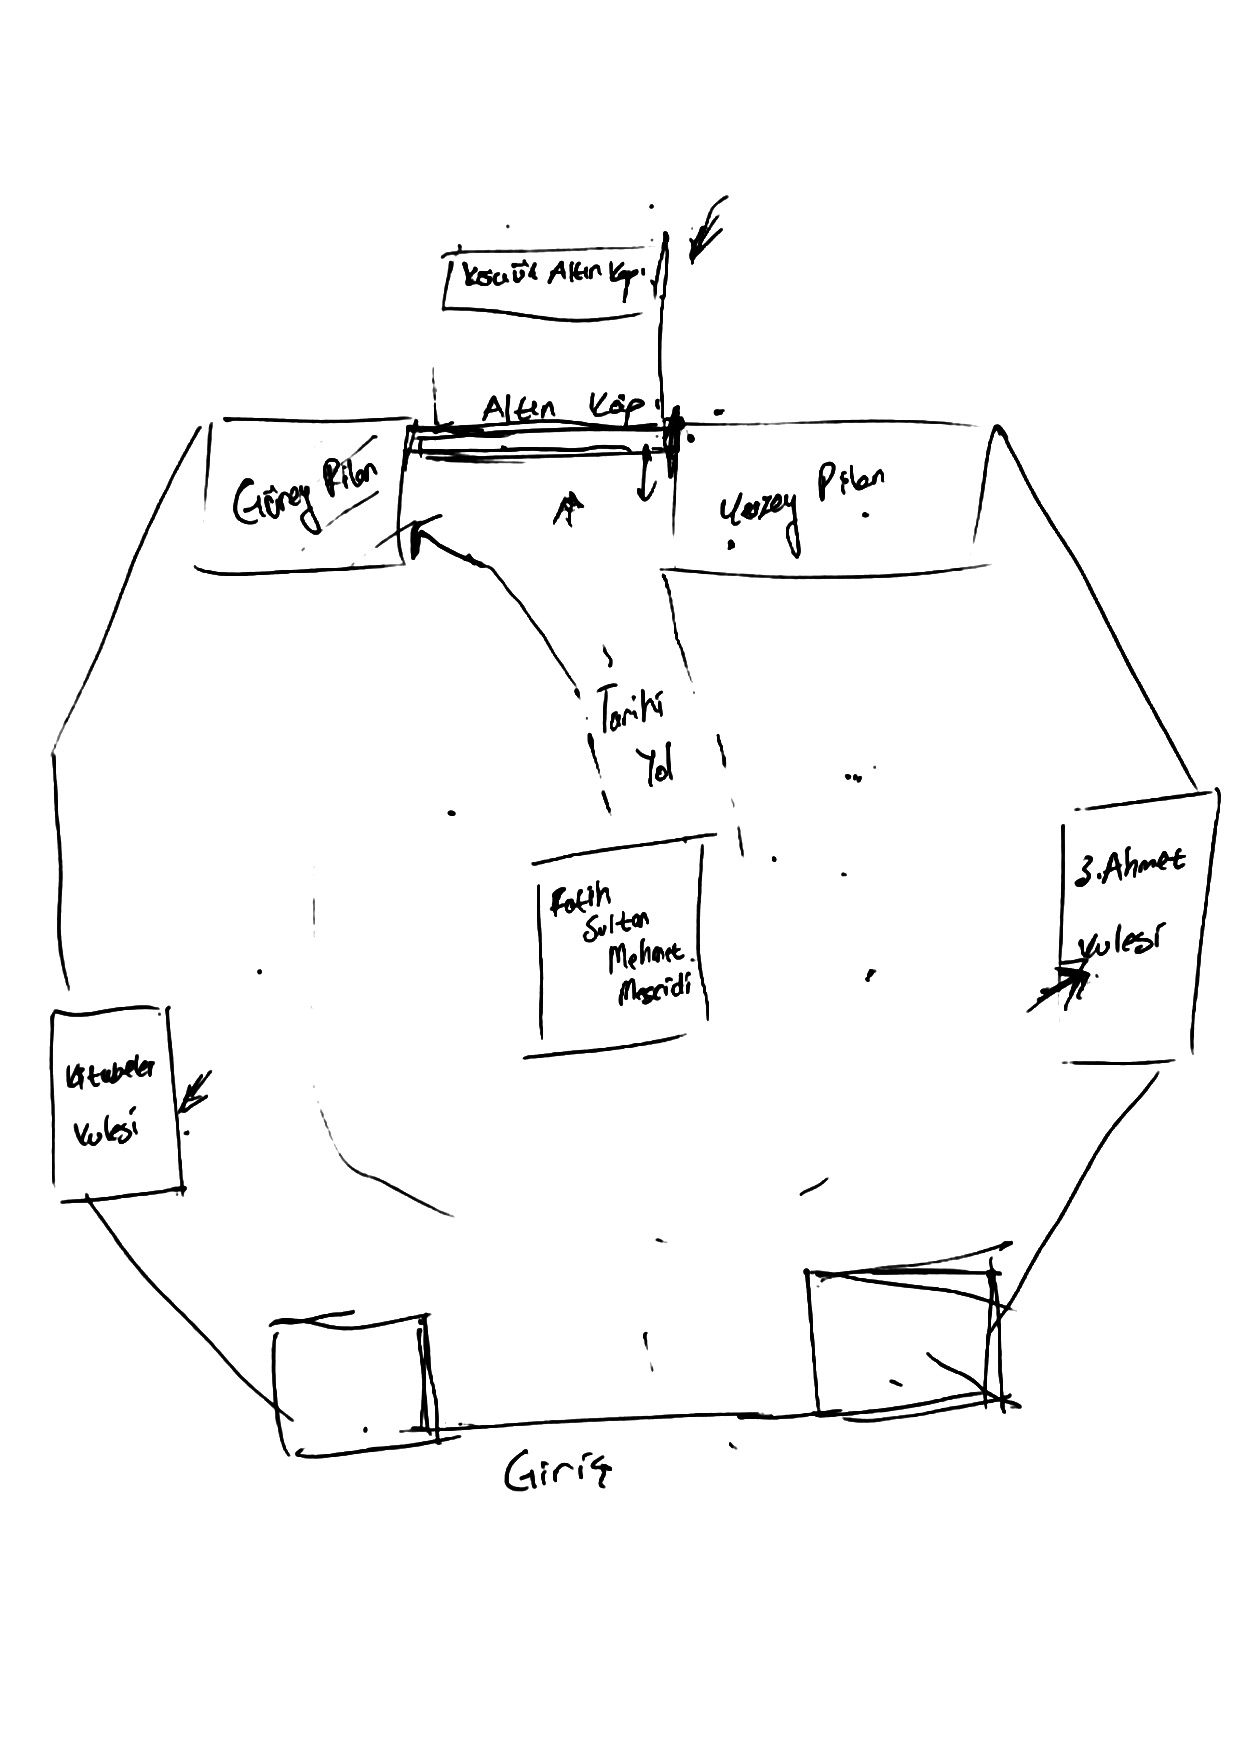 Küçük Altın Kapı
Altın Kapı
Güney Pilon
Kuzey Pilon
Tarihi
Yol
3.Ahmet
Kulesi
Fatih
Sultan
Mehmet
Mescidi
Kitabeler
Kulesi
Giriş